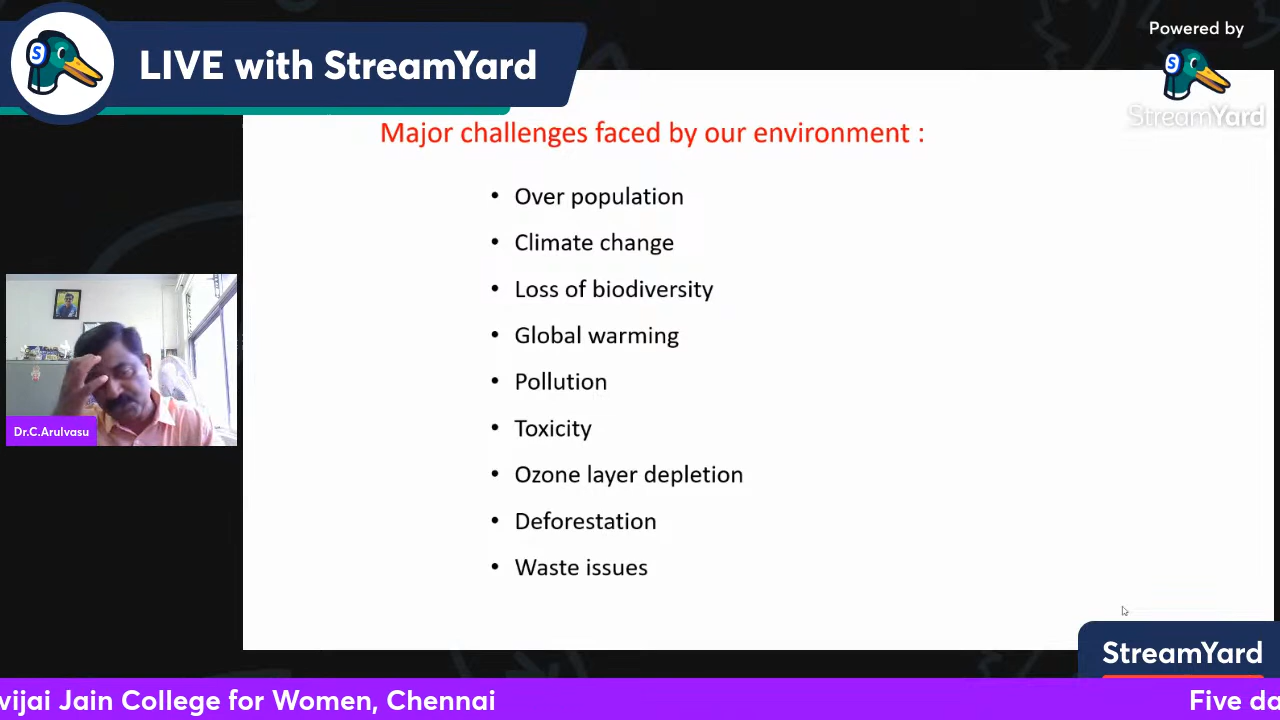 LIVE with StreamYard
Powered by
StreamYard
Major challenges faced by our environment :
• Over population
• Climate change
• Loss of biodiversity
• Global warming
• Pollution
• Toxicity
• Ozone layer depletion
• Deforestation
• Waste issues
Dr.C.Arulvasu
StreamYard
vijai Jain College for Women, Chennai
Five da